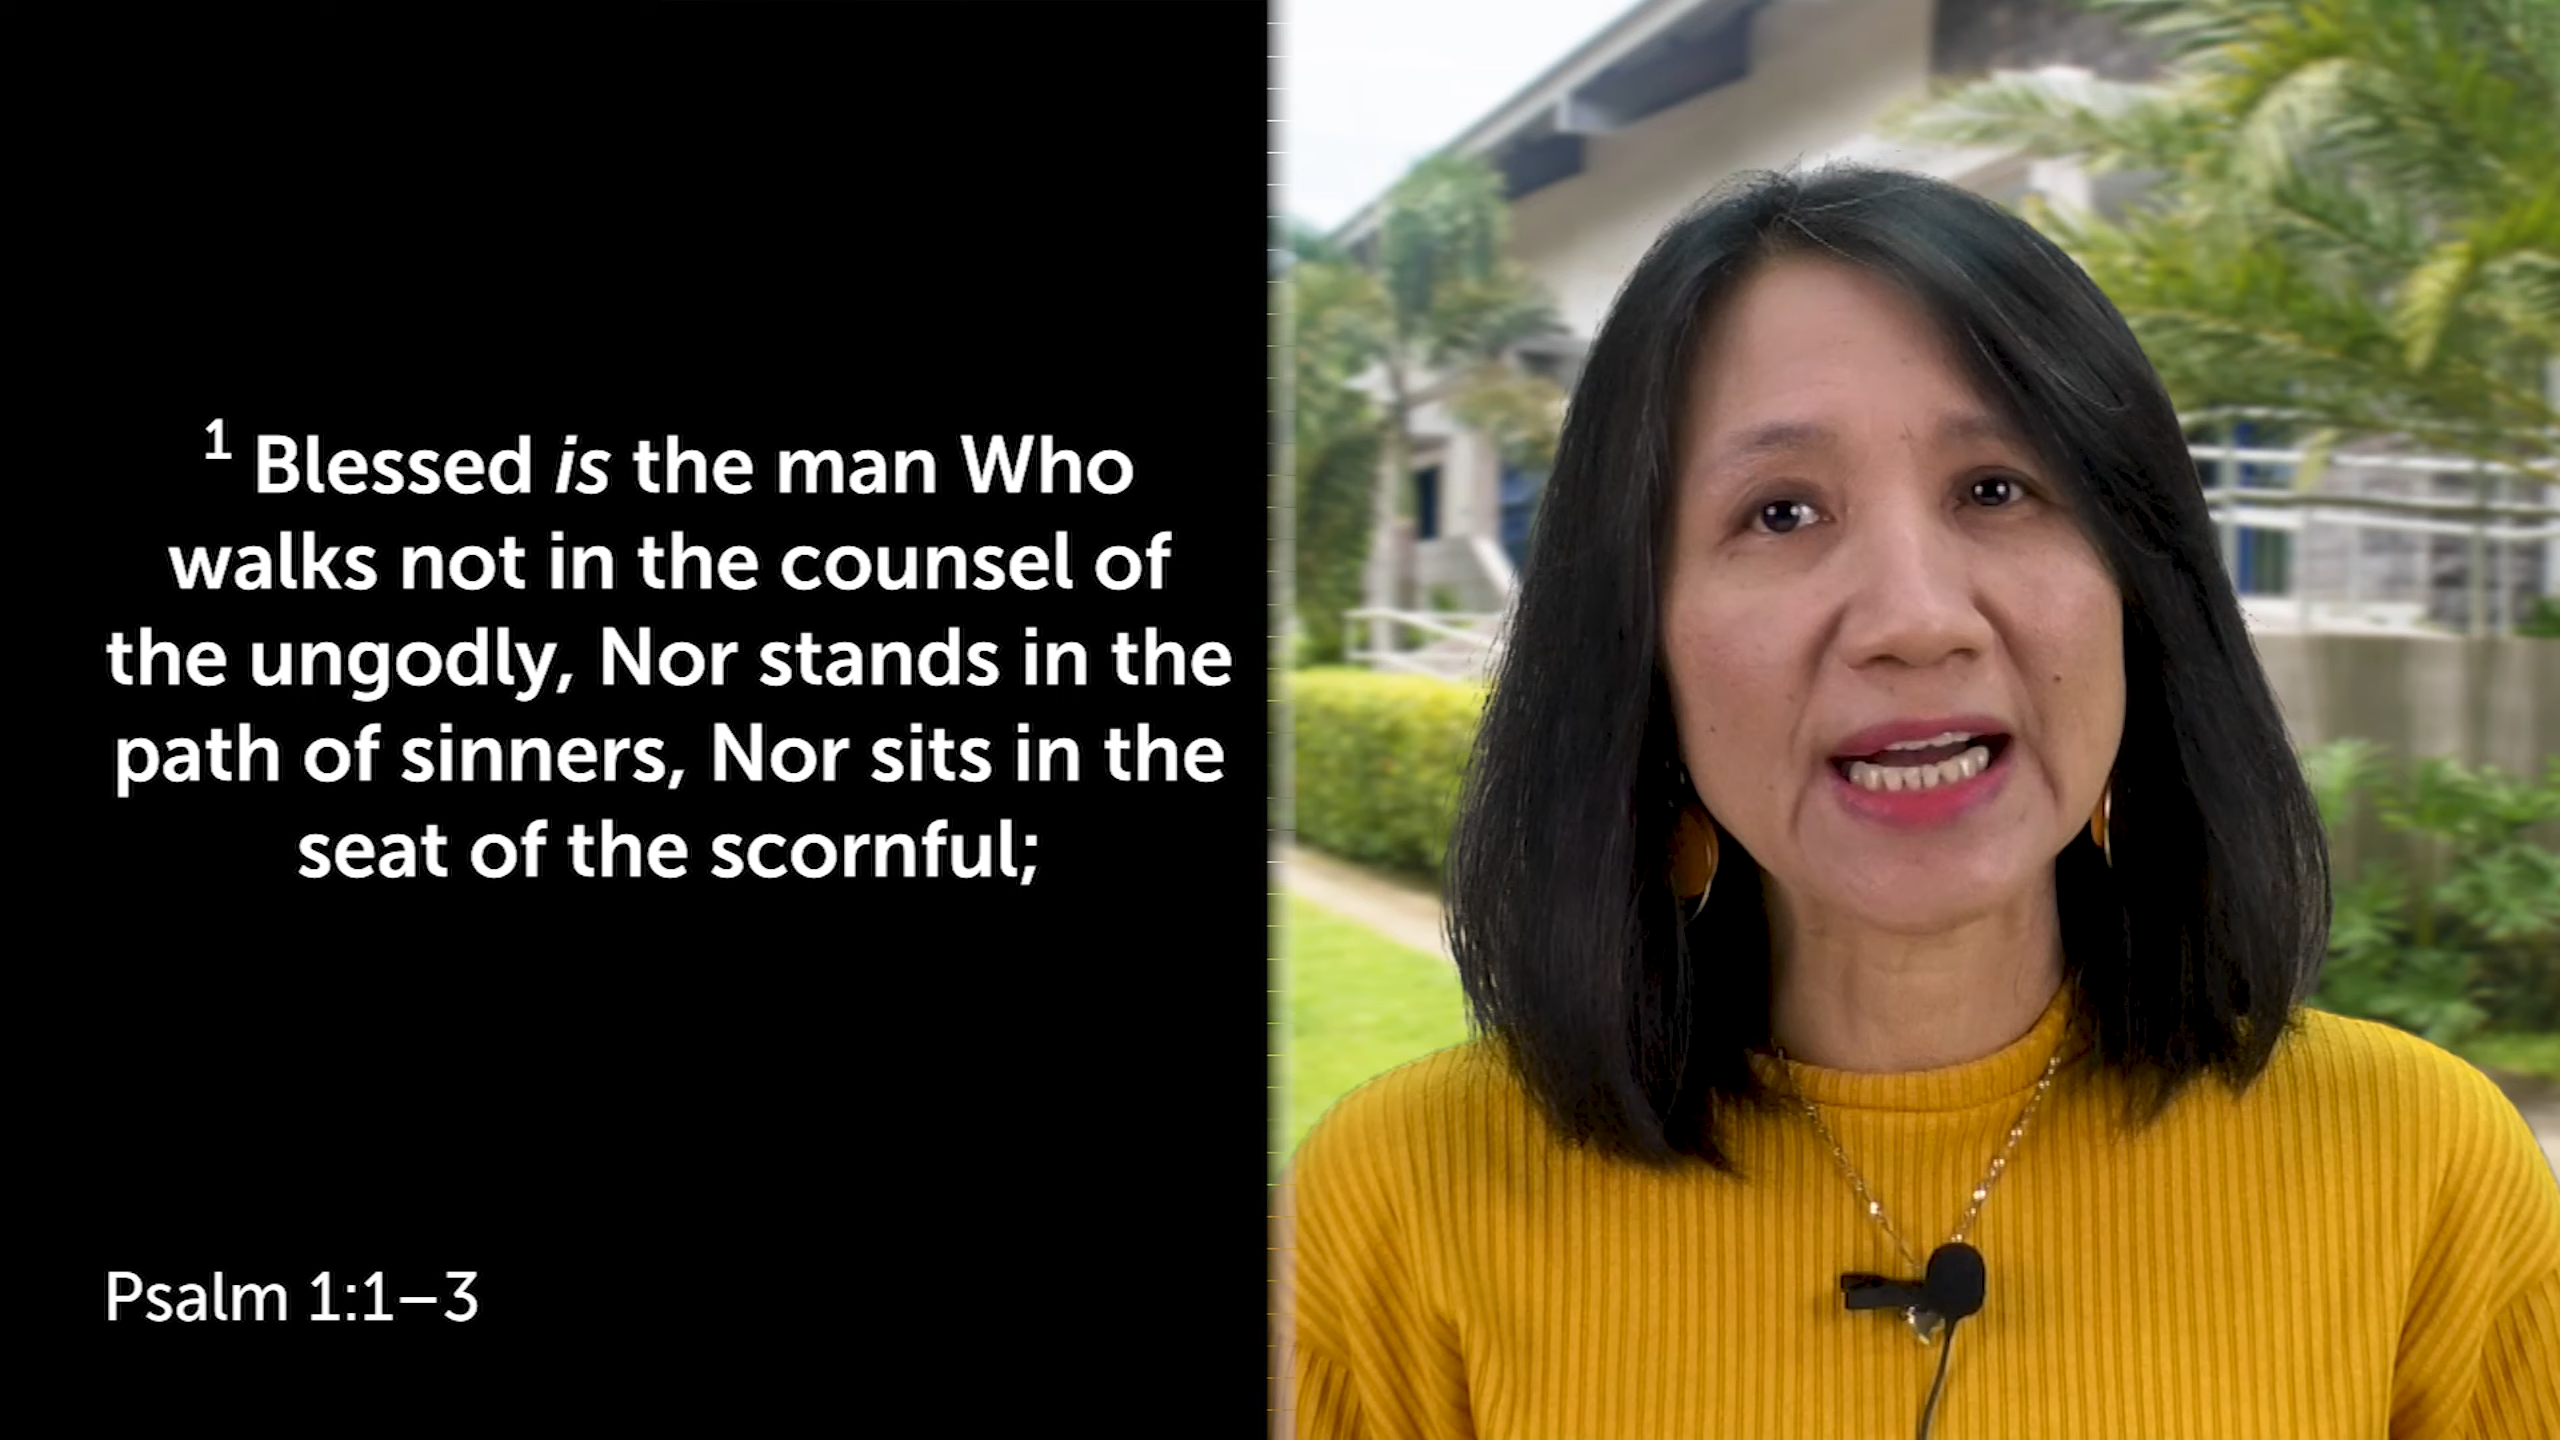 1 Blessed is the man Who
walks not in the counsel of
the ungodly, Nor stands in the
path of sinners, Nor sits in the
seat of the scornful;
Psalm 1:1–3